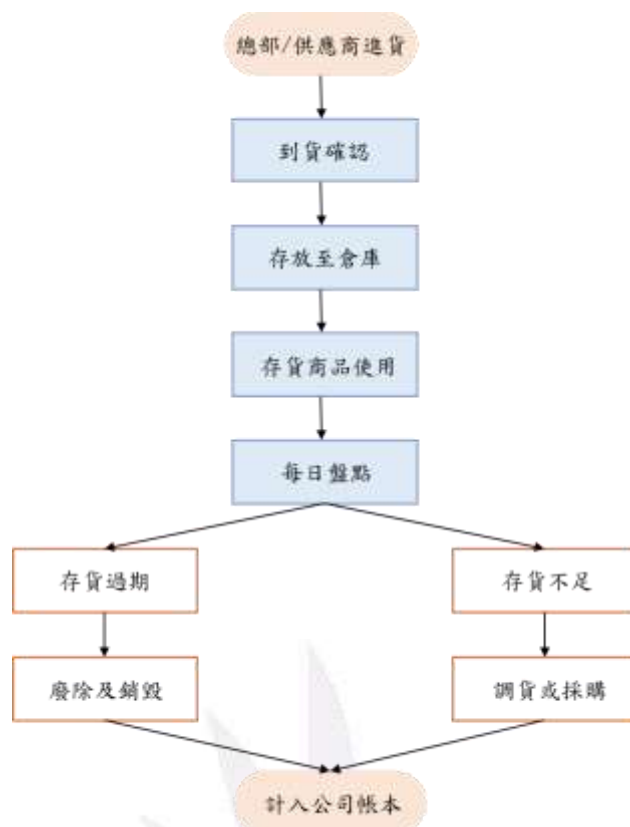 總部/供應商進貨
到貨確認
存放至倉庫
存貨商品使用
每日盤點
存貨過期
存貨不足
廢除及銷毀
調貨或採購
計入公司帳本